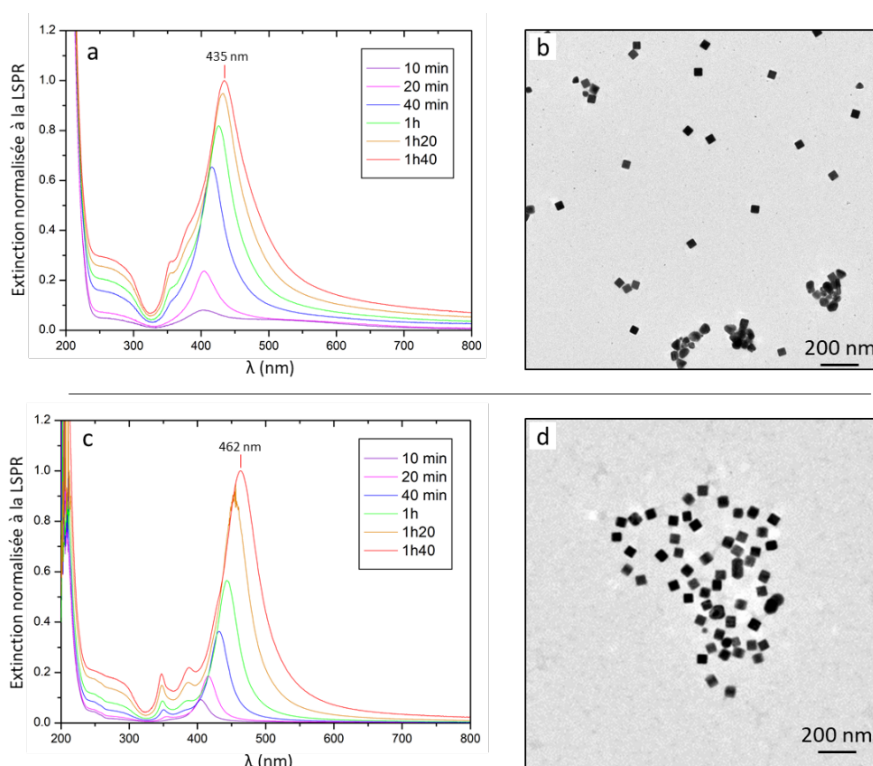 a
435 nm
10 min
20 min
40 min
1h
1h20
1h40
Extinction normalisée à la LSPR
1.2
1.0
0.8
0.6
0.4
0.2
0.0
200 300 400 500 600 700 800
λ (nm)
b
200 nm
c
462 nm
10 min
20 min
40 min
1h
1h20
1h40
Extinction normalisée à la LSPR
1.2
1.0
0.8
0.6
0.4
0.2
0.0
200 300 400 500 600 700 800
λ (nm)
d
200 nm